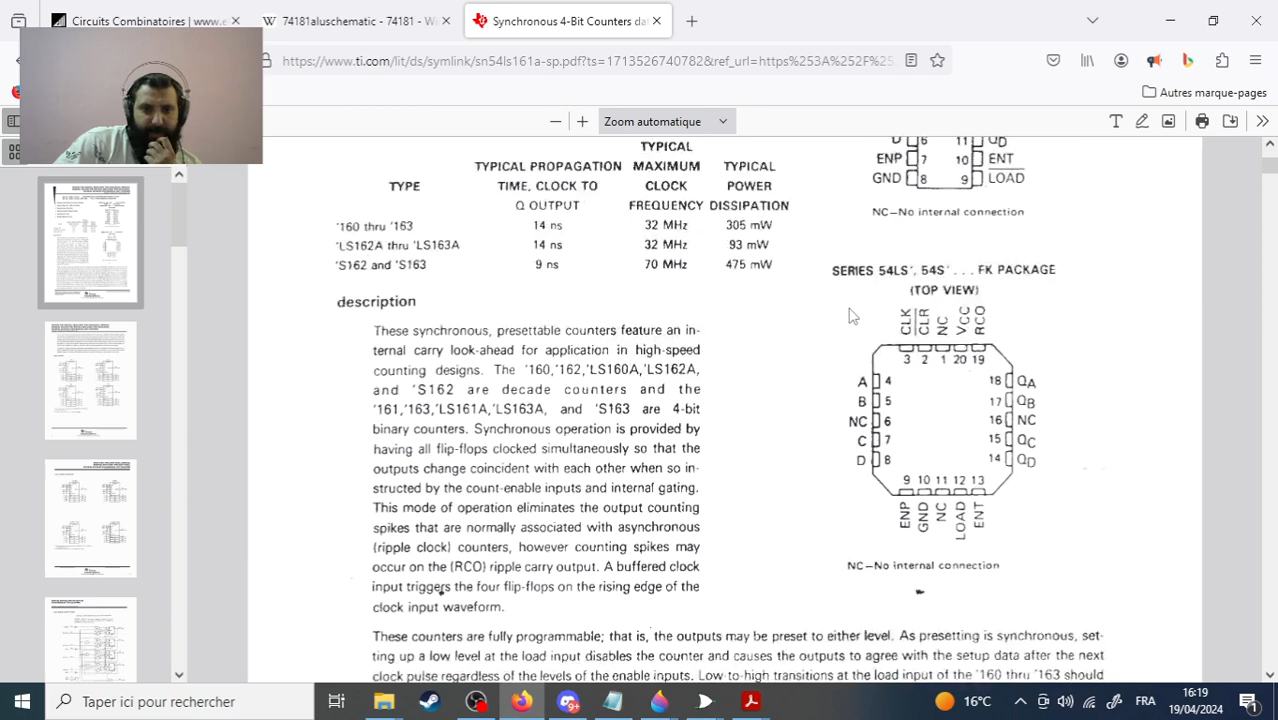 Circuits Combinatoires /
74181aluschematic - 74181 - Wi
Synchronous 4-Bit Counters da
https://www.ti.com/lit/ds/symlink/sn54ls161a-sp.pdf?ts=1713526740782&ref_url=https%253A%252F%252
Autres marque-pages
Zoom automatique
TYPE
TYPICAL PROPAGATION
TIME, CLOCK TO
Q OUTPUT
TYPICAL
MAXIMUM
CLOCK
FREQUENCY
TYPICAL
POWER
DISSIPATION
'160 thru '163 14 ns 32 MHz 305 mW
'LS162A thru 'LS163A 14 ns 32 MHz 93 mW
'S162 and 'S163 ns 70 MHz 475 mW
description
These synchronous, presettable counters feature an in-
ternal carry look-ahead for application in high-speed
counting designs. The '160,'162,'LS160A,'LS162A,
and 'S162 are decade counters and the
'161,'163,'LS161A,'LS163A, and 'S163 are 4-bit
binary counters. Synchronous operation is provided by
having all flip-flops clocked simultaneously so that the
outputs change coincident with each other when so in-
structed by the count-enable inputs and internal gating.
This mode of operation eliminates the output counting
spikes that are normally associated with asynchronous
(ripple clock) counters, however counting spikes may
occur on the (RCO) ripple carry output. A buffered clock
input triggers the four flip-flops on the rising edge of the
clock input waveform.
These counters are fully programmable; that is, the outputs may be preset to either level. As presetting is synchronous, set-
ting up a low level at the load input disables the counter and causes the outputs to agree with the setup data after the next
clock pulse regardless of the levels of the enable inputs. Low-to-high transitions at the load input of the '160 thru '163 should
D 6 11 QD
ENP 7 10 ENT
GND 8 9 LOAD
NC—No internal connection
SERIES 54LS', 54S' . . . FK PACKAGE
(TOP VIEW)
CLK CLR NC VCC RCO
3 2 1 20 19
A 4 18 QA
B 5 17 QB
NC 6 16 NC
C 7 15 QC
D 8 14 QD
9 10 11 12 13
ENP GND NC LOAD ENT
NC—No internal connection
Taper ici pour rechercher
16°C
FRA
16:19
19/04/2024